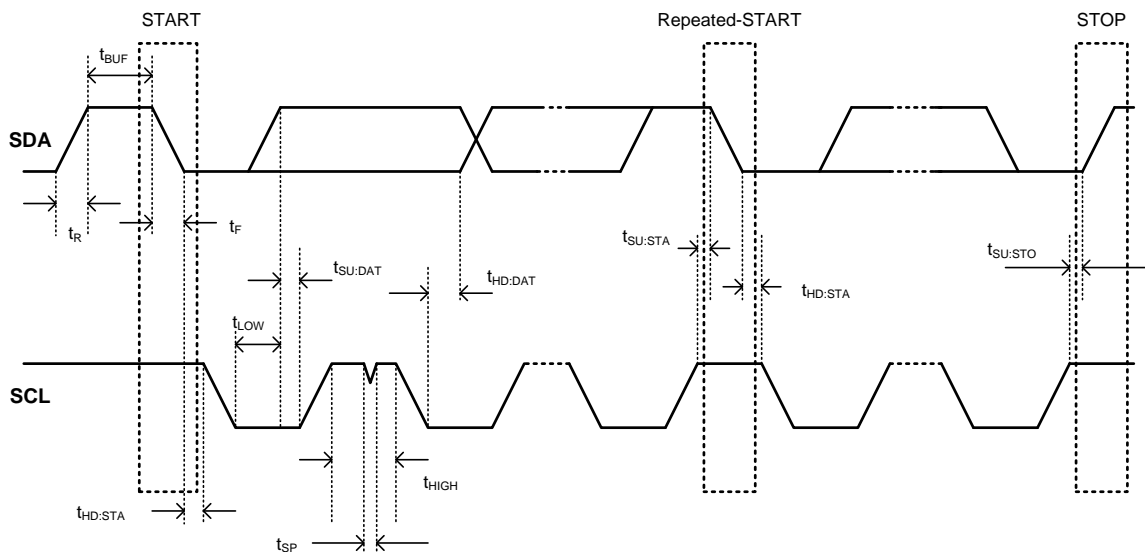 START
Repeated-START
STOP
tBUF
SDA
tR
tF
tSU:STA
tSU:STO
tSU:DAT
tHD:DAT
tHD:STA
tLOW
SCL
tHIGH
tHD:STA
tSP